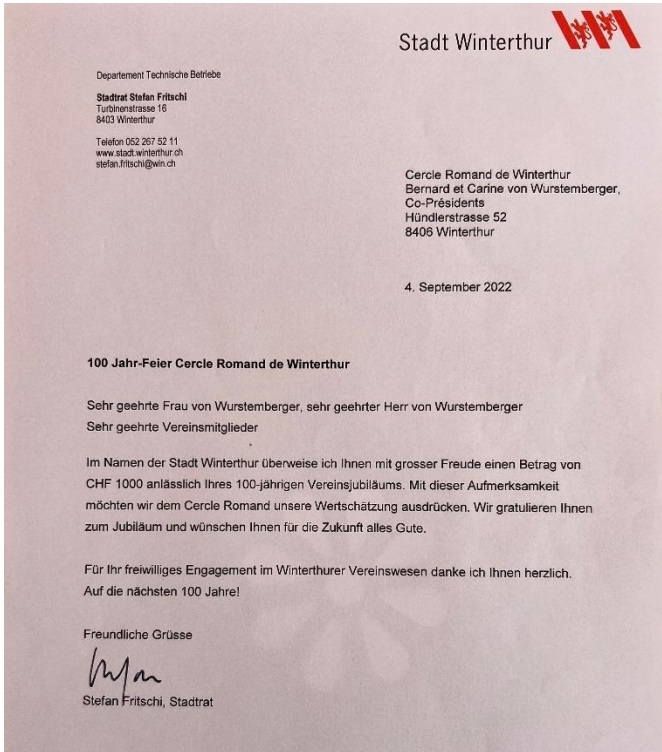 Stadt Winterthur
Departement Technische Betriebe
Stadtrat Stefan Fritschi
Turbinenstrasse 16
8403 Winterthur
Telefon 052 267 52 11
www.stadt.winterthur.ch
stefan.fritschi@win.ch
Cercle Romand de Winterthur
Bernard et Carine von Wurstemberger,
Co-Présidents
Hündlerstrasse 52
8406 Winterthur
4. September 2022
100 Jahr-Feier Cercle Romand de Winterthur
Sehr geehrte Frau von Wurstemberger, sehr geehrter Herr von Wurstemberger
Sehr geehrte Vereinsmitglieder
Im Namen der Stadt Winterthur überweise ich Ihnen mit grosser Freude einen Betrag von
CHF 1000 anlässlich Ihres 100-jährigen Vereinsjubiläums. Mit dieser Aufmerksamkeit
möchten wir dem Cercle Romand unsere Wertschätzung ausdrücken. Wir gratulieren Ihnen
zum Jubiläum und wünschen Ihnen für die Zukunft alles Gute.
Für Ihr freiwilliges Engagement im Winterthurer Vereinswesen danke ich Ihnen herzlich.
Auf die nächsten 100 Jahre!
Freundliche Grüsse
Stefan Fritschi, Stadtrat